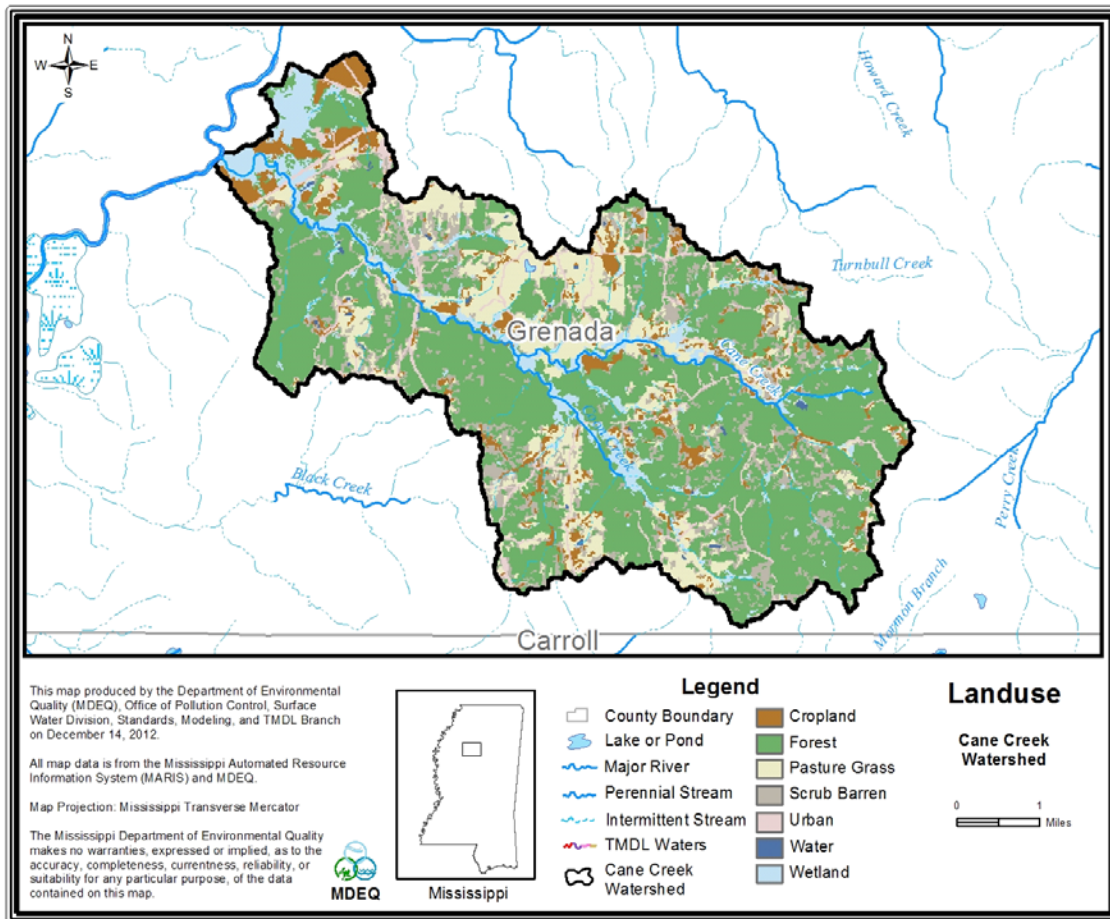 N
W E
S
Howard Creek
Turnbull Creek
Grenada
Cane Creek
Black Creek
Perry Creek
Mormon Branch
Carroll
This map produced by the Department of Environmental
Quality (MDEQ), Office of Pollution Control, Surface
Water Division, Standards, Modeling, and TMDL Branch
on December 14, 2012.
All map data is from the Mississippi Automated Resource
Information System (MARIS) and MDEQ.
Map Projection: Mississippi Transverse Mercator
The Mississippi Department of Environmental Quality
makes no warranties, expressed or implied, as to the
accuracy, completeness, currentness, reliability, or
suitability for any particular purpose, of the data
contained on this map.
MDEQ
Mississippi
Legend
County Boundary
Lake or Pond
Major River
Perennial Stream
Intermittent Stream
TMDL Waters
Cane Creek
Watershed
Cropland
Forest
Pasture Grass
Scrub Barren
Urban
Water
Wetland
Landuse
Cane Creek
Watershed
0 1
Miles